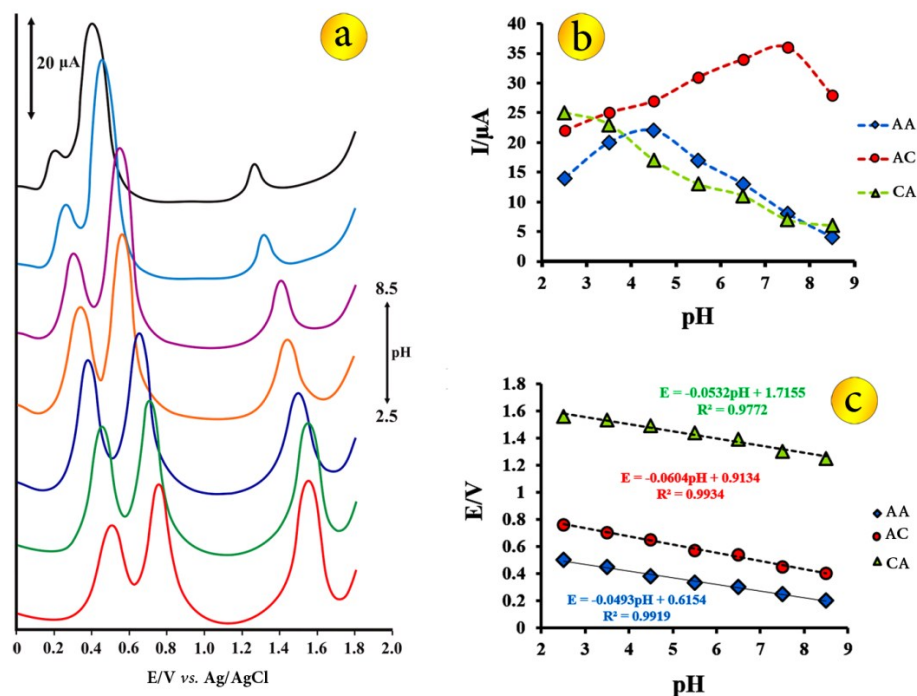 a
20 µA
8.5
pH
2.5
0.0 0.2 0.4 0.6 0.8 1.0 1.2 1.4 1.6 1.8 2.0
E/V vs. Ag/AgCl
b
40
35
30
25
20
15
10
5
0
I/µA
2 3 4 5 6 7 8 9
pH
AA
AC
CA
c
E = -0.0532pH + 1.7155
R² = 0.9772
E = -0.0604pH + 0.9134
R² = 0.9934
E = -0.0493pH + 0.6154
R² = 0.9919
1.8
1.6
1.4
1.2
1
0.8
0.6
0.4
0.2
0
E/V
2 3 4 5 6 7 8 9
pH
AA
AC
CA